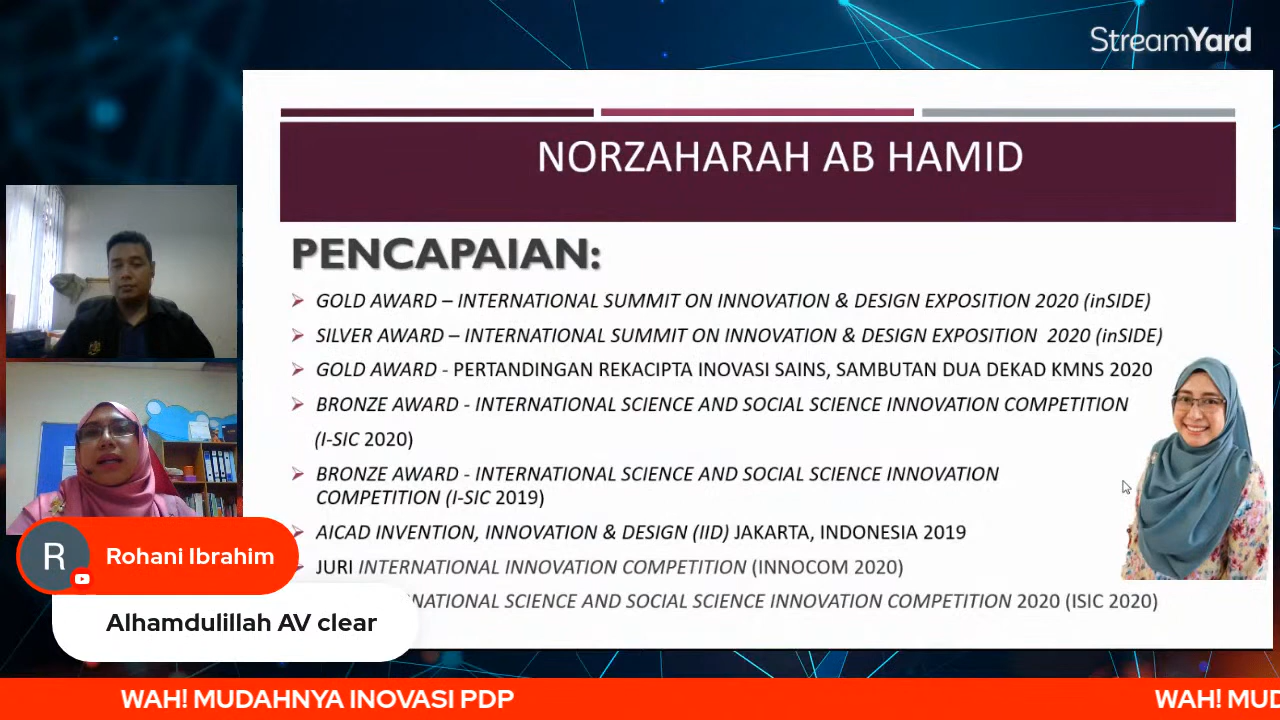 StreamYard
NORZAHARAH AB HAMID
PENCAPAIAN:
GOLD AWARD – INTERNATIONAL SUMMIT ON INNOVATION & DESIGN EXPOSITION 2020 (inSIDE)
SILVER AWARD – INTERNATIONAL SUMMIT ON INNOVATION & DESIGN EXPOSITION 2020 (inSIDE)
GOLD AWARD - PERTANDINGAN REKACIPTA INOVASI SAINS, SAMBUTAN DUA DEKAD KMNS 2020
BRONZE AWARD - INTERNATIONAL SCIENCE AND SOCIAL SCIENCE INNOVATION COMPETITION
(I-SIC 2020)
BRONZE AWARD - INTERNATIONAL SCIENCE AND SOCIAL SCIENCE INNOVATION
COMPETITION (I-SIC 2019)
AICAD INVENTION, INNOVATION & DESIGN (IID) JAKARTA, INDONESIA 2019
JURI INTERNATIONAL INNOVATION COMPETITION (INNOCOM 2020)
NATIONAL SCIENCE AND SOCIAL SCIENCE INNOVATION COMPETITION 2020 (ISIC 2020)
R
Rohani Ibrahim
Alhamdulillah AV clear
WAH! MUDAHNYA INOVASI PDP
WAH! MUD